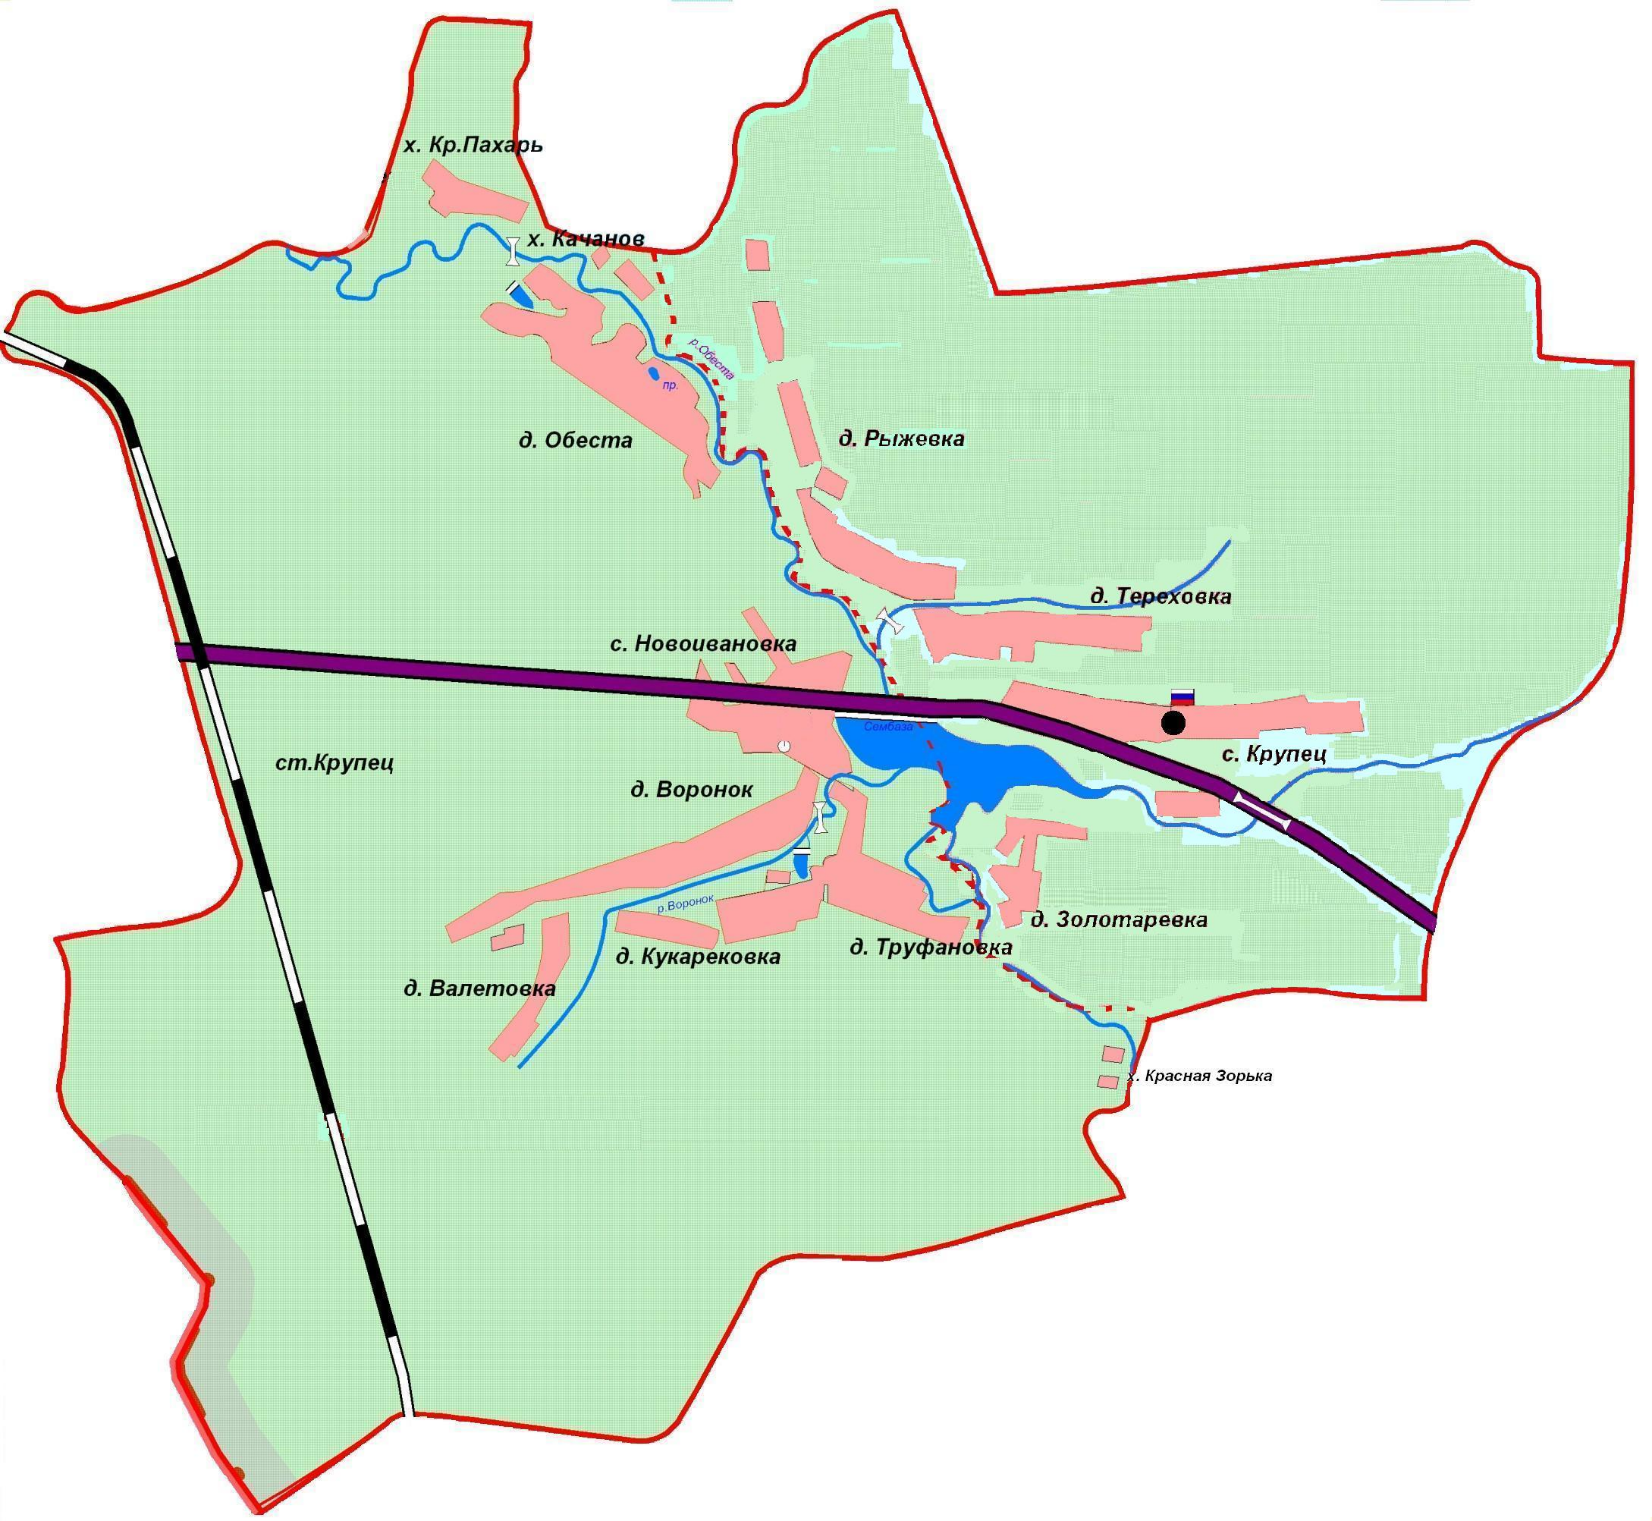 х. Кр.Пахарь
х. Качанов
р.Обеста
пр.
д. Обеста
д. Рыжевка
д. Тереховка
с. Новоивановка
Сембаза
с. Крупец
ст.Крупец
д. Воронок
р.Воронок
д. Золотаревка
д. Труфановка
д. Кукарековка
д. Валетовка
х. Красная Зорька